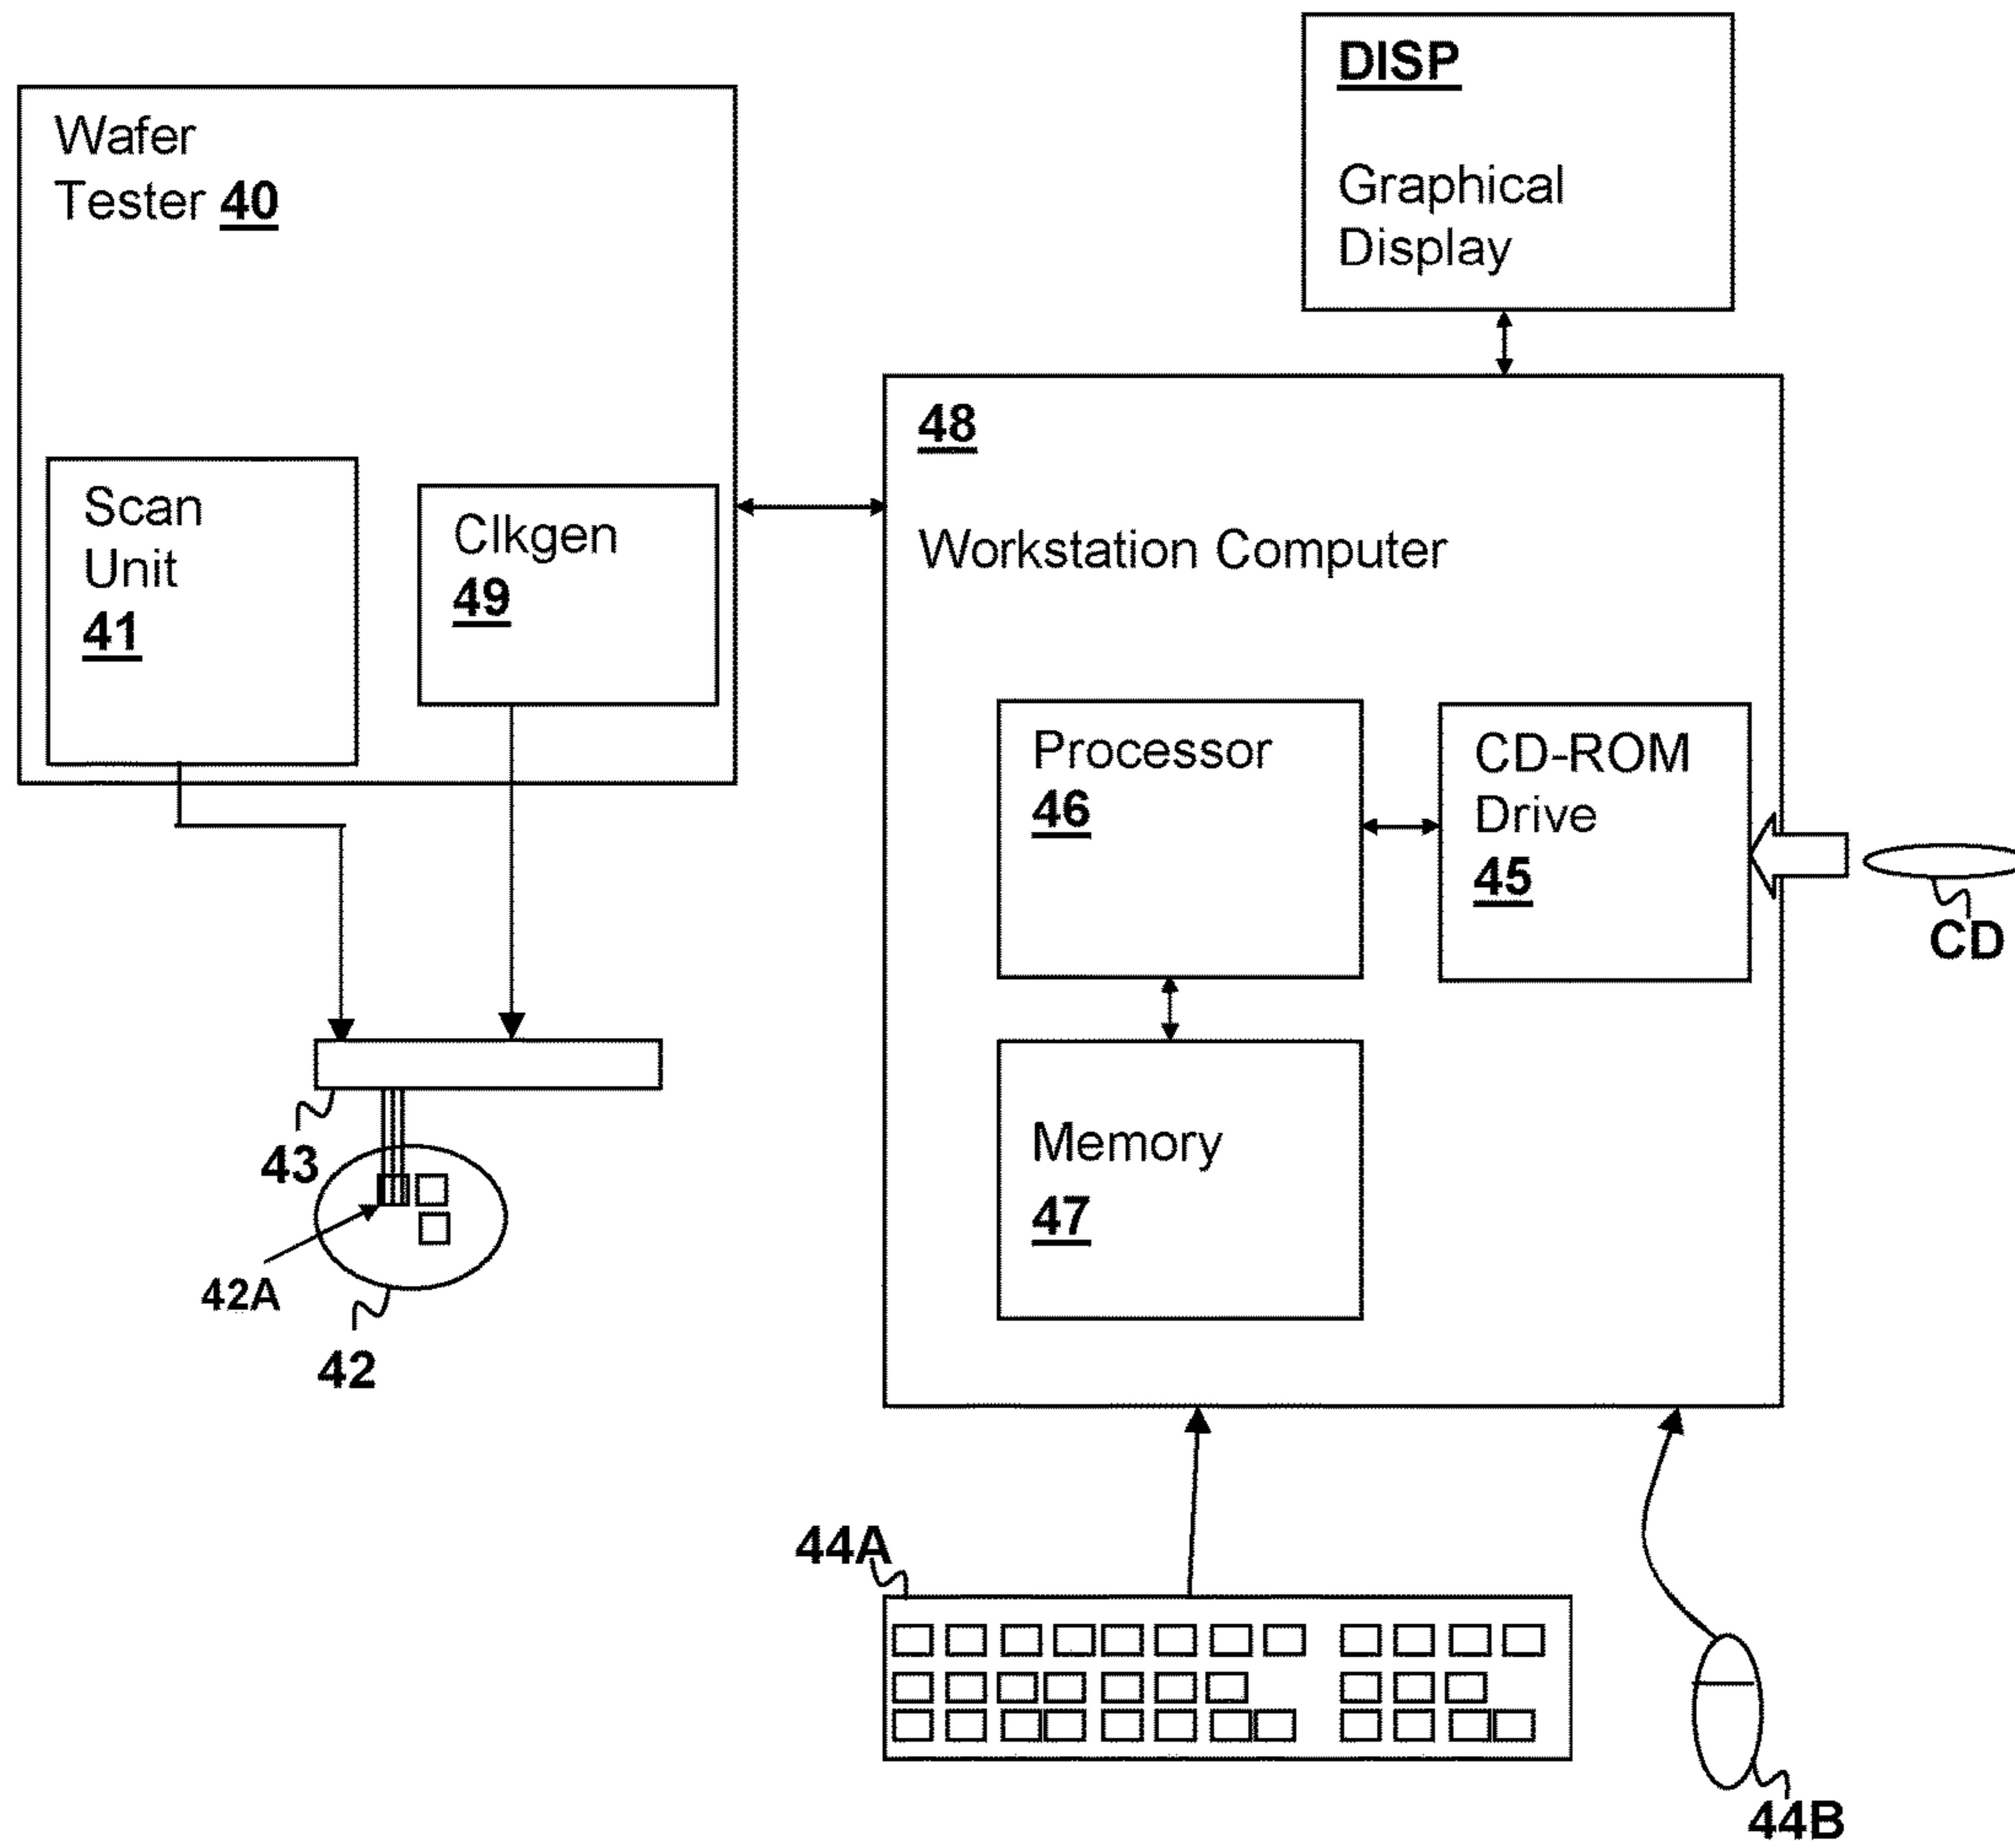 DISP
Graphical
Display
Wafer
Tester 40
Scan
Unit
41
Clkgen
49
48
Workstation Computer
Processor
46
CD-ROM
Drive
45
CD
Memory
47
43
42A
42
44A
44B